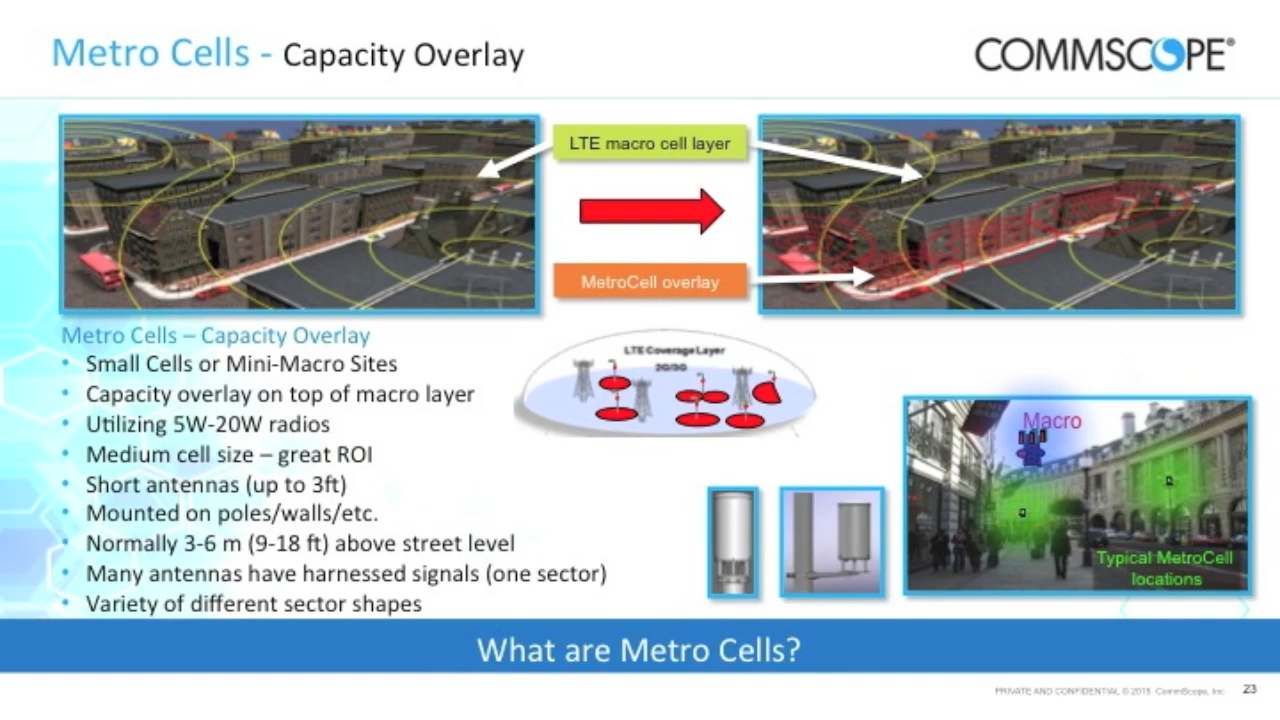 Metro Cells - Capacity Overlay
COMMSCOPE®
LTE macro cell layer
MetroCell overlay
Metro Cells – Capacity Overlay
• Small Cells or Mini-Macro Sites
• Capacity overlay on top of macro layer
• Utilizing 5W-20W radios
• Medium cell size – great ROI
• Short antennas (up to 3ft)
• Mounted on poles/walls/etc.
• Normally 3-6 m (9-18 ft) above street level
• Many antennas have harnessed signals (one sector)
• Variety of different sector shapes
LTE Coverage Layer
2G/3G
Macro
Typical MetroCell
locations
What are Metro Cells?
PRIVATE AND CONFIDENTIAL © 2015 CommScope, Inc
23